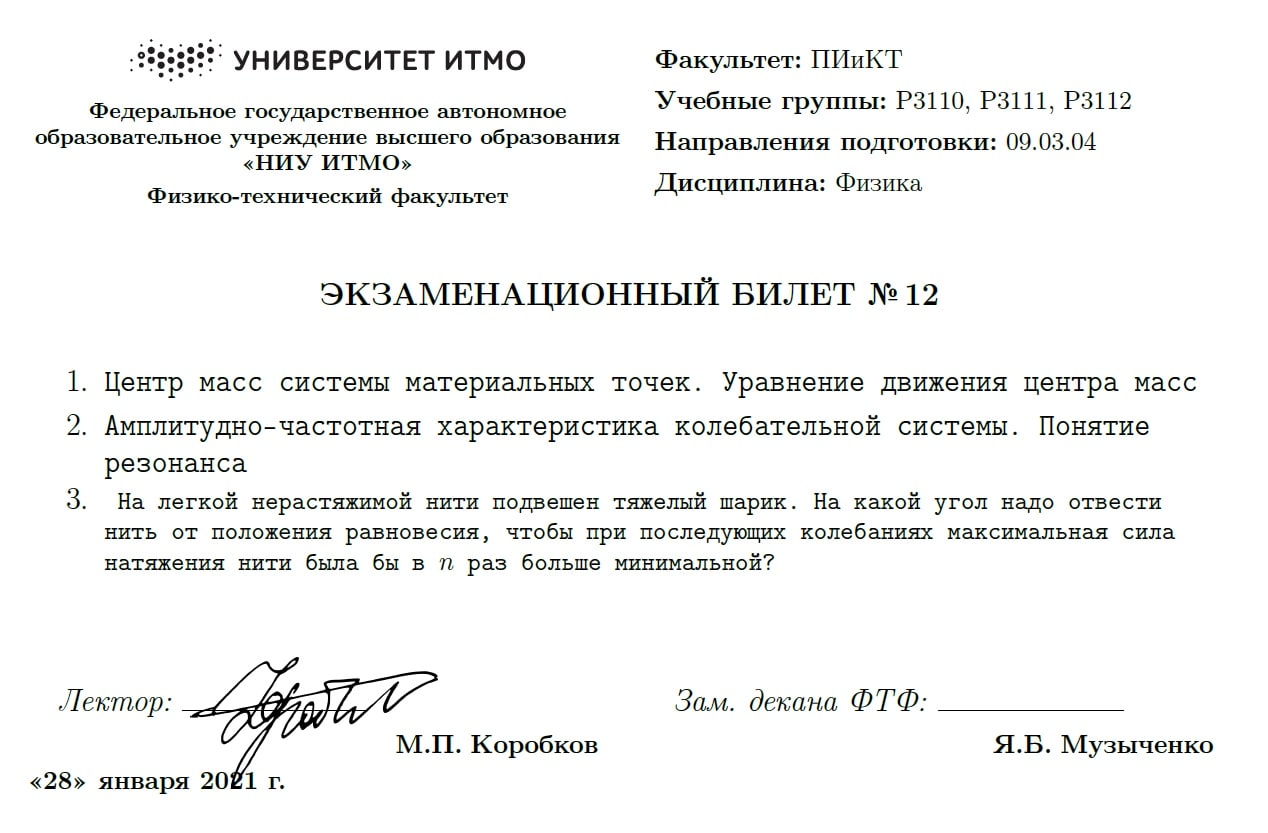 УНИВЕРСИТЕТ ИТМО
Федеральное государственное автономное
образовательное учреждение высшего образования
«НИУ ИТМО»
Физико-технический факультет
Факультет: ПИиКТ
Учебные группы: P3110, P3111, P3112
Направления подготовки: 09.03.04
Дисциплина: Физика
ЭКЗАМЕНАЦИОННЫЙ БИЛЕТ №12
1. Центр масс системы материальных точек. Уравнение движения центра масс
2. Амплитудно-частотная характеристика колебательной системы. Понятие
резонанса
3. На легкой нерастяжимой нити подвешен тяжелый шарик. На какой угол надо отвести
нить от положения равновесия, чтобы при последующих колебаниях максимальная сила
натяжения нити была бы в n раз больше минимальной?
Лектор:
М.П. Коробков
Зам. декана ФТФ:
Я.Б. Музыченко
«28» января 2021 г.